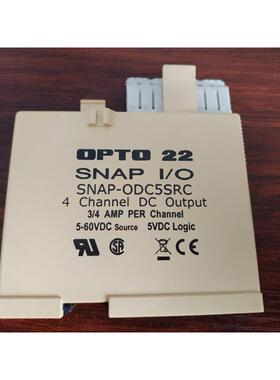 OPTO 22
SNAP I/O
SNAP-ODC5SRC
4 Channel DC Output
3/4 AMP PER Channel
5-60VDC Source 5VDC Logic